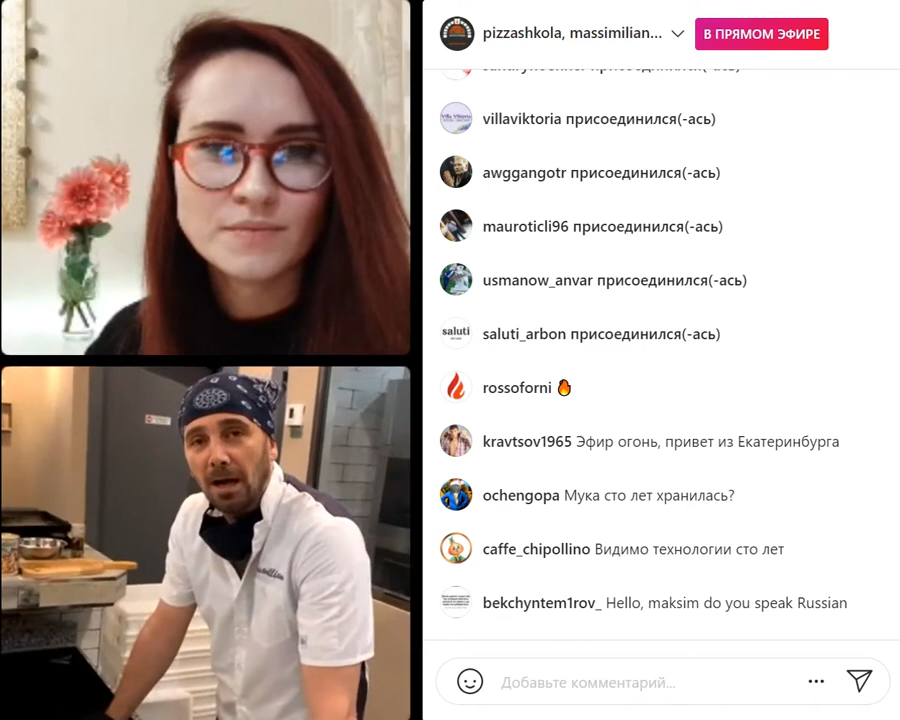 pizzashkola, massimilian...
В ПРЯМОМ ЭФИРЕ
villaviktoria присоединился(-ась)
awggangotr присоединился(-ась)
mauroticli96 присоединился(-ась)
usmanow_anvar присоединился(-ась)
saluti
saluti_arbon присоединился(-ась)
rossoforni 🔥
kravtsov1965 Эфир огонь, привет из Екатеринбурга
ochengopa Мука сто лет хранилась?
caffe_chipollino Видимо технологии сто лет
bekchyntem1rov_ Hello, maksim do you speak Russian
Добавьте комментарий...